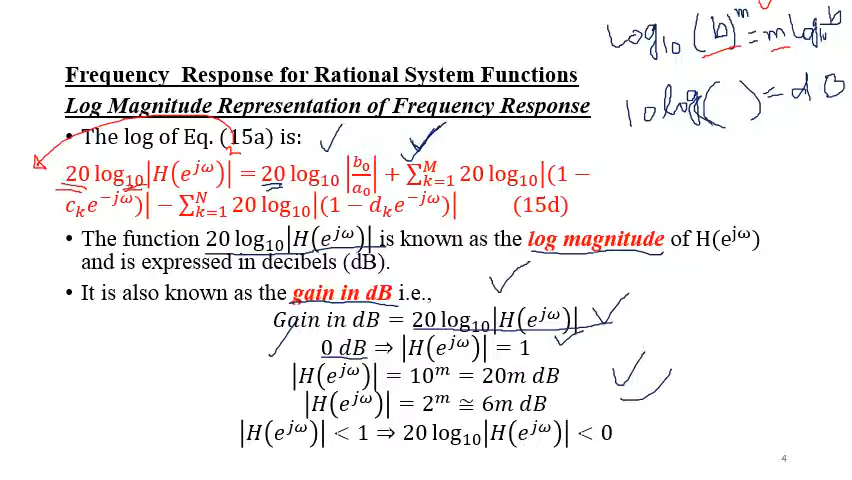 log₁₀ (b)ᵐ = m log₁₀ b
10 log( ) = d B
Frequency Response for Rational System Functions
Log Magnitude Representation of Frequency Response
• The log of Eq. (15a) is:
2
20 log₁₀|H(e^{jω})| = 20 log₁₀ |b₀/a₀| + ∑_{k=1}^{M} 20 log₁₀|(1 −
c_k e^{−jω})| − ∑_{k=1}^{N} 20 log₁₀|(1 − d_k e^{−jω})| (15d)
• The function 20 log₁₀|H(e^{jω})| is known as the log magnitude of H(e^{jω})
and is expressed in decibels (dB).
• It is also known as the gain in dB i.e.,
Gain in dB = 20 log₁₀|H(e^{jω})|
0 dB ⇒ |H(e^{jω})| = 1
|H(e^{jω})| = 10^m = 20m dB
|H(e^{jω})| = 2^m ≅ 6m dB
|H(e^{jω})| < 1 ⇒ 20 log₁₀|H(e^{jω})| < 0
4